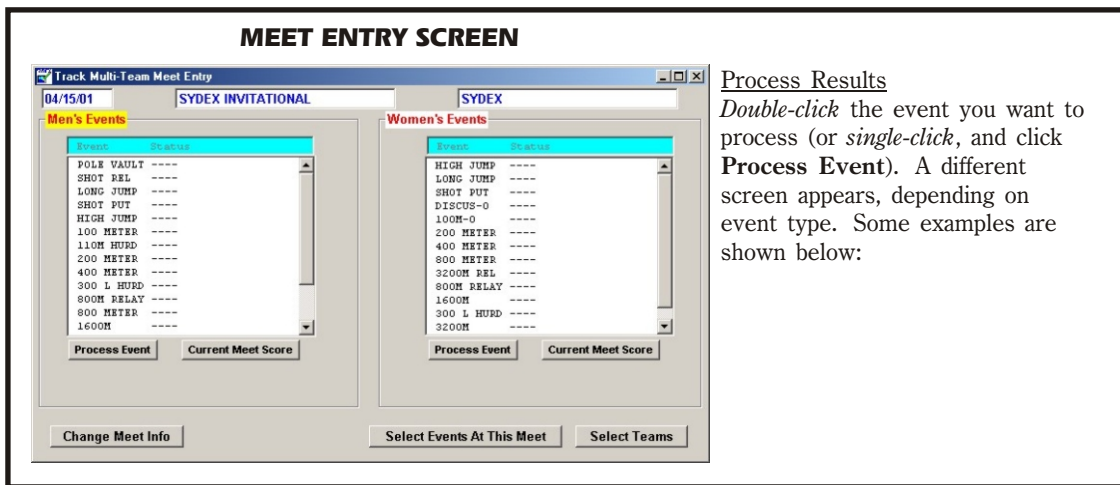 MEET ENTRY SCREEN
Track Multi-Team Meet Entry
04/15/01 SYDEX INVITATIONAL SYDEX
Men's Events
Event Status
POLE VAULT ----
SHOT REL ----
LONG JUMP ----
SHOT PUT ----
HIGH JUMP ----
100 METER ----
110M HURD ----
200 METER ----
400 METER ----
300 L HURD ----
800M RELAY ----
800 METER ----
1600M ----
Process Event Current Meet Score
Women's Events
Event Status
HIGH JUMP ----
LONG JUMP ----
SHOT PUT ----
DISCUS-O ----
100M-O ----
200 METER ----
400 METER ----
800 METER ----
3200M REL ----
800M RELAY ----
1600M ----
300 L HURD ----
3200M ----
Process Event Current Meet Score
Change Meet Info Select Events At This Meet Select Teams
Process Results
Double-click the event you want to
process (or single-click, and click
Process Event). A different
screen appears, depending on
event type. Some examples are
shown below: